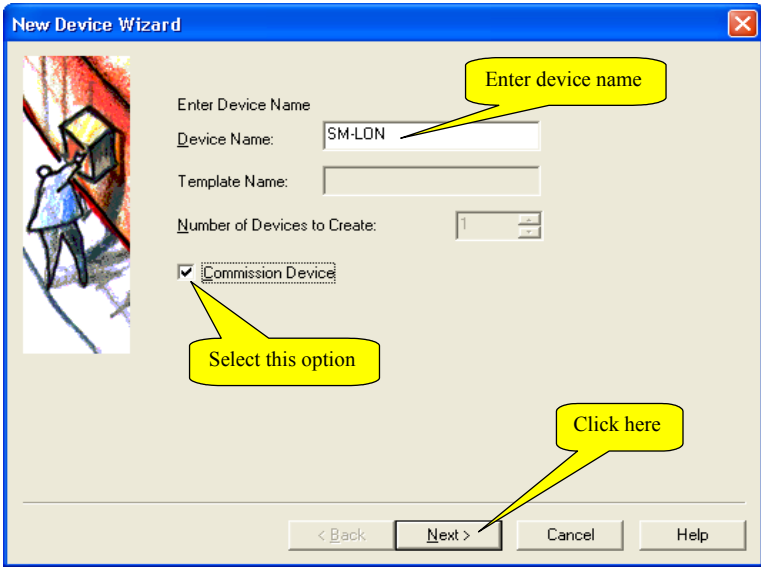 New Device Wizard
Enter device name
Enter Device Name
Device Name: SM-LON
Template Name:
Number of Devices to Create: 1
Commission Device
Select this option
Click here
< Back Next > Cancel Help